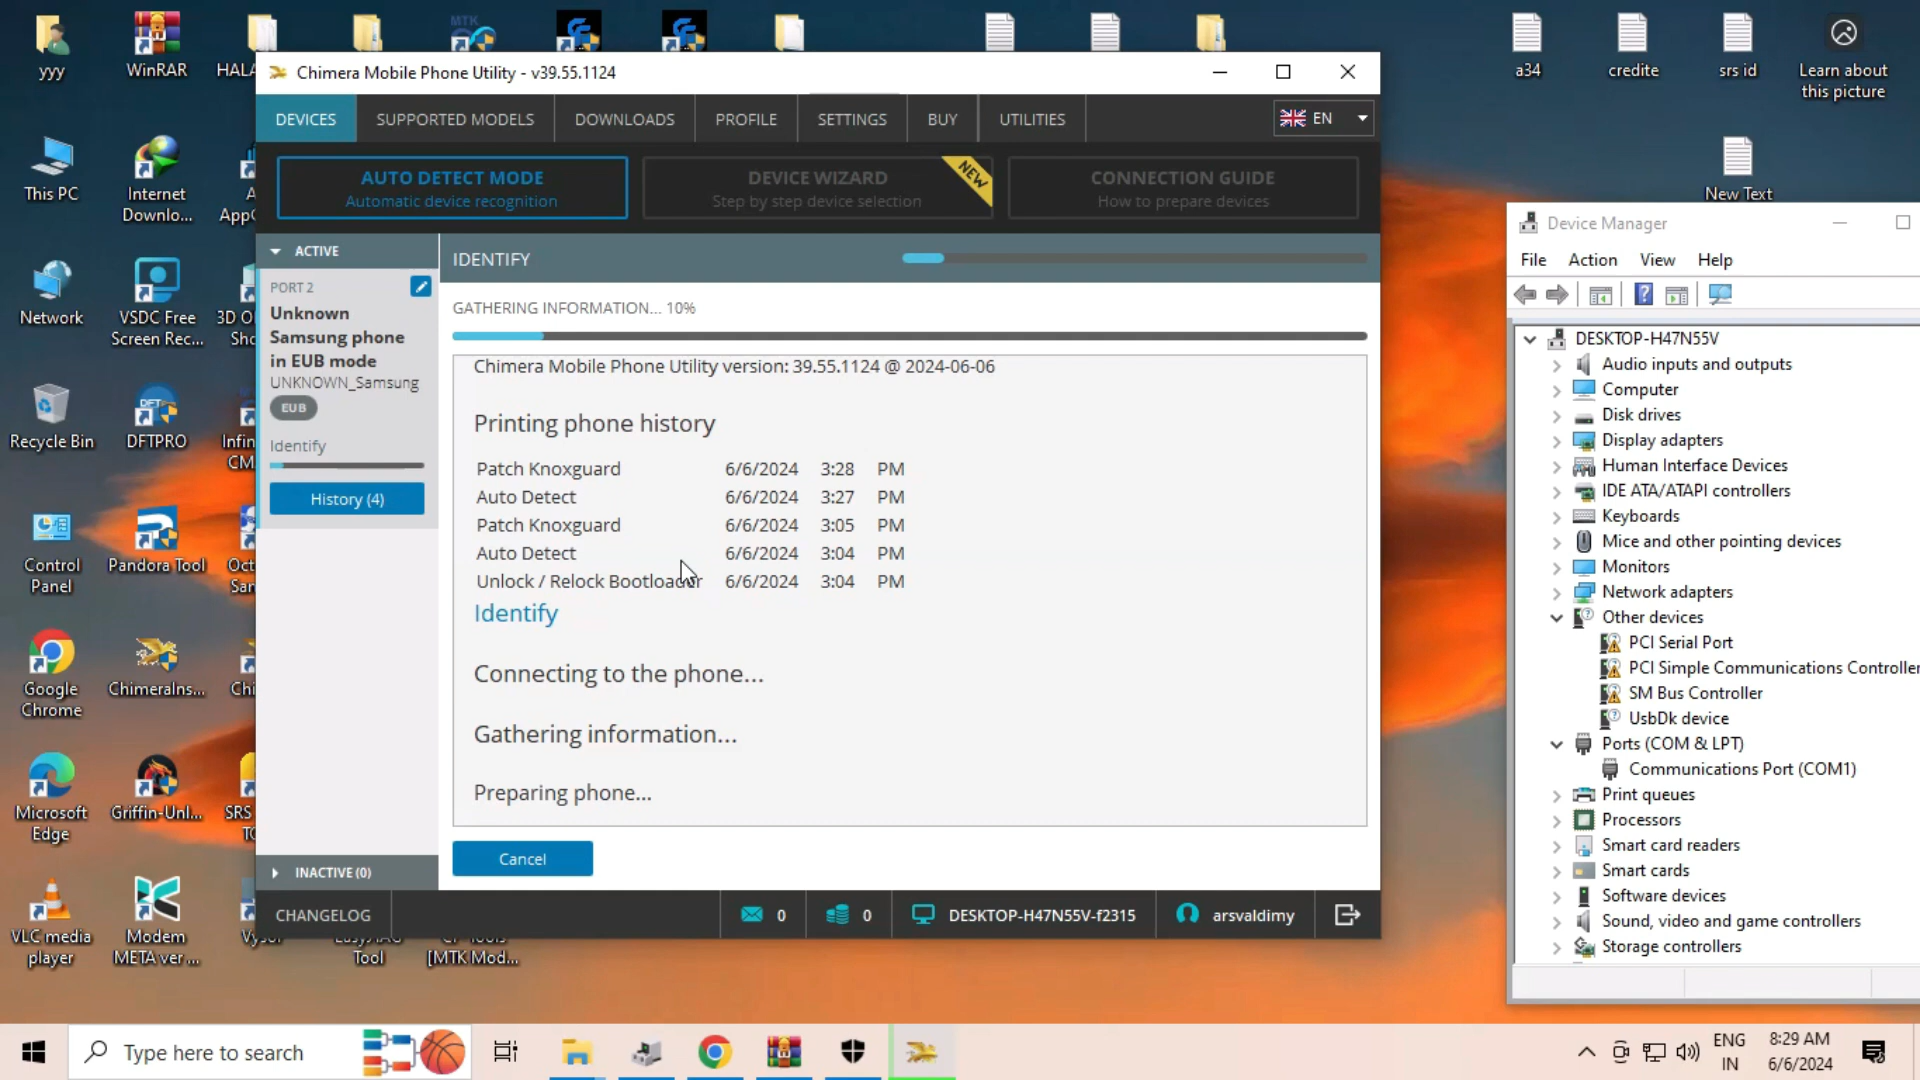 yyy
WinRAR
HALA
MTK
a34
credite
srs id
Learn about
this picture
Chimera Mobile Phone Utility - v39.55.1124
DEVICES
SUPPORTED MODELS
DOWNLOADS
PROFILE
SETTINGS
BUY
UTILITIES
EN
AUTO DETECT MODE
Automatic device recognition
DEVICE WIZARD
Step by step device selection
NEW
CONNECTION GUIDE
How to prepare devices
ACTIVE
PORT 2
Unknown
Samsung phone
in EUB mode
UNKNOWN_Samsung
EUB
Identify
History (4)
INACTIVE (0)
IDENTIFY
GATHERING INFORMATION... 10%
Chimera Mobile Phone Utility version: 39.55.1124 @ 2024-06-06
Printing phone history
Patch Knoxguard 6/6/2024 3:28 PM
Auto Detect 6/6/2024 3:27 PM
Patch Knoxguard 6/6/2024 3:05 PM
Auto Detect 6/6/2024 3:04 PM
Unlock / Relock Bootloader 6/6/2024 3:04 PM
Identify
Connecting to the phone...
Gathering information...
Preparing phone...
Cancel
CHANGELOG
0
0
DESKTOP-H47N55V-f2315
arsvaldimy
This PC
Internet
Downlo...
Network
VSDC Free
Screen Rec...
Recycle Bin
DFT
DFTPRO
Control
Panel
Pandora Tool
Google
Chrome
ChimeraIns...
Microsoft
Edge
Griffin-Unl...
SRS
VLC media
player
Modem
META ver ...
Tool
[MTK Mod...
New Text
Device Manager
File
Action
View
Help
DESKTOP-H47N55V
Audio inputs and outputs
Computer
Disk drives
Display adapters
Human Interface Devices
IDE ATA/ATAPI controllers
Keyboards
Mice and other pointing devices
Monitors
Network adapters
Other devices
PCI Serial Port
PCI Simple Communications Controller
SM Bus Controller
UsbDk device
Ports (COM & LPT)
Communications Port (COM1)
Print queues
Processors
Smart card readers
Smart cards
Software devices
Sound, video and game controllers
Storage controllers
Type here to search
ENG
IN
8:29 AM
6/6/2024